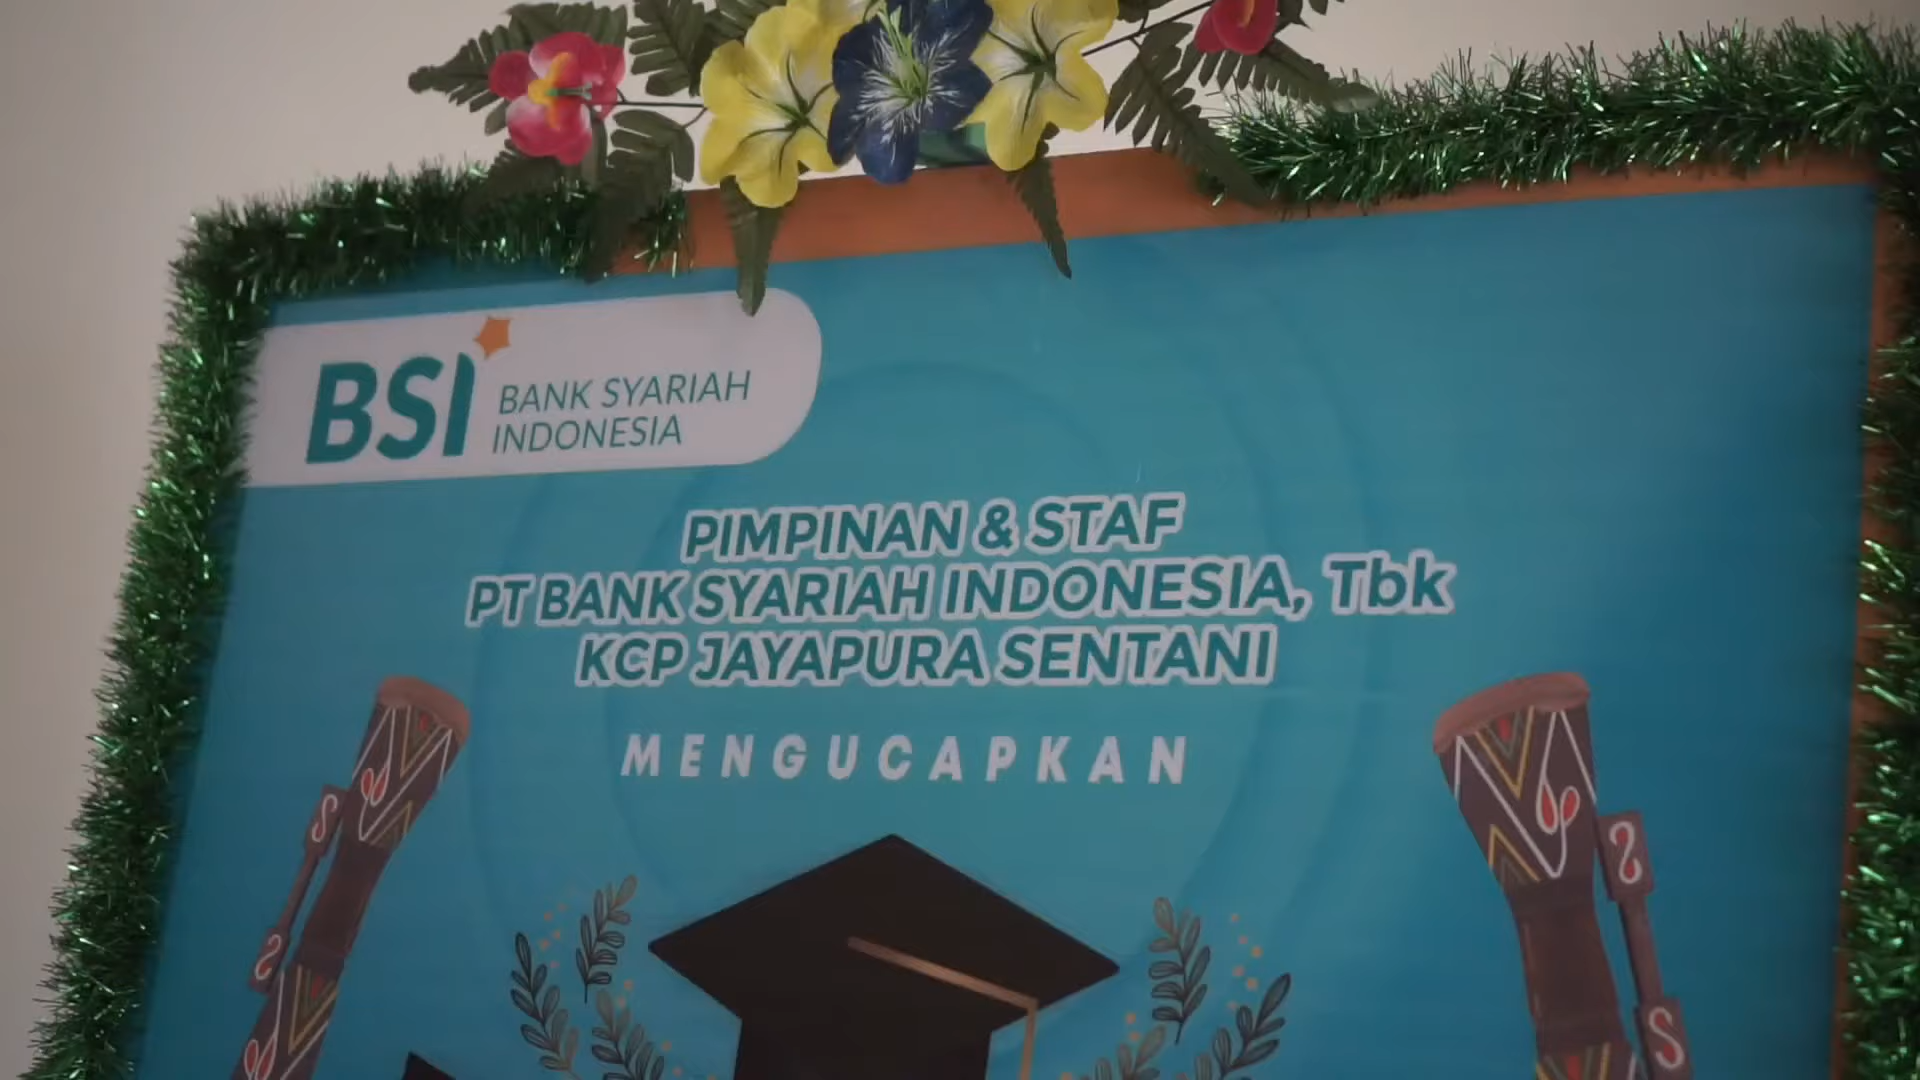 BSI BANK SYARIAH
INDONESIA
PIMPINAN & STAF
PT BANK SYARIAH INDONESIA, Tbk
KCP JAYAPURA SENTANI
MENGUCAPKAN